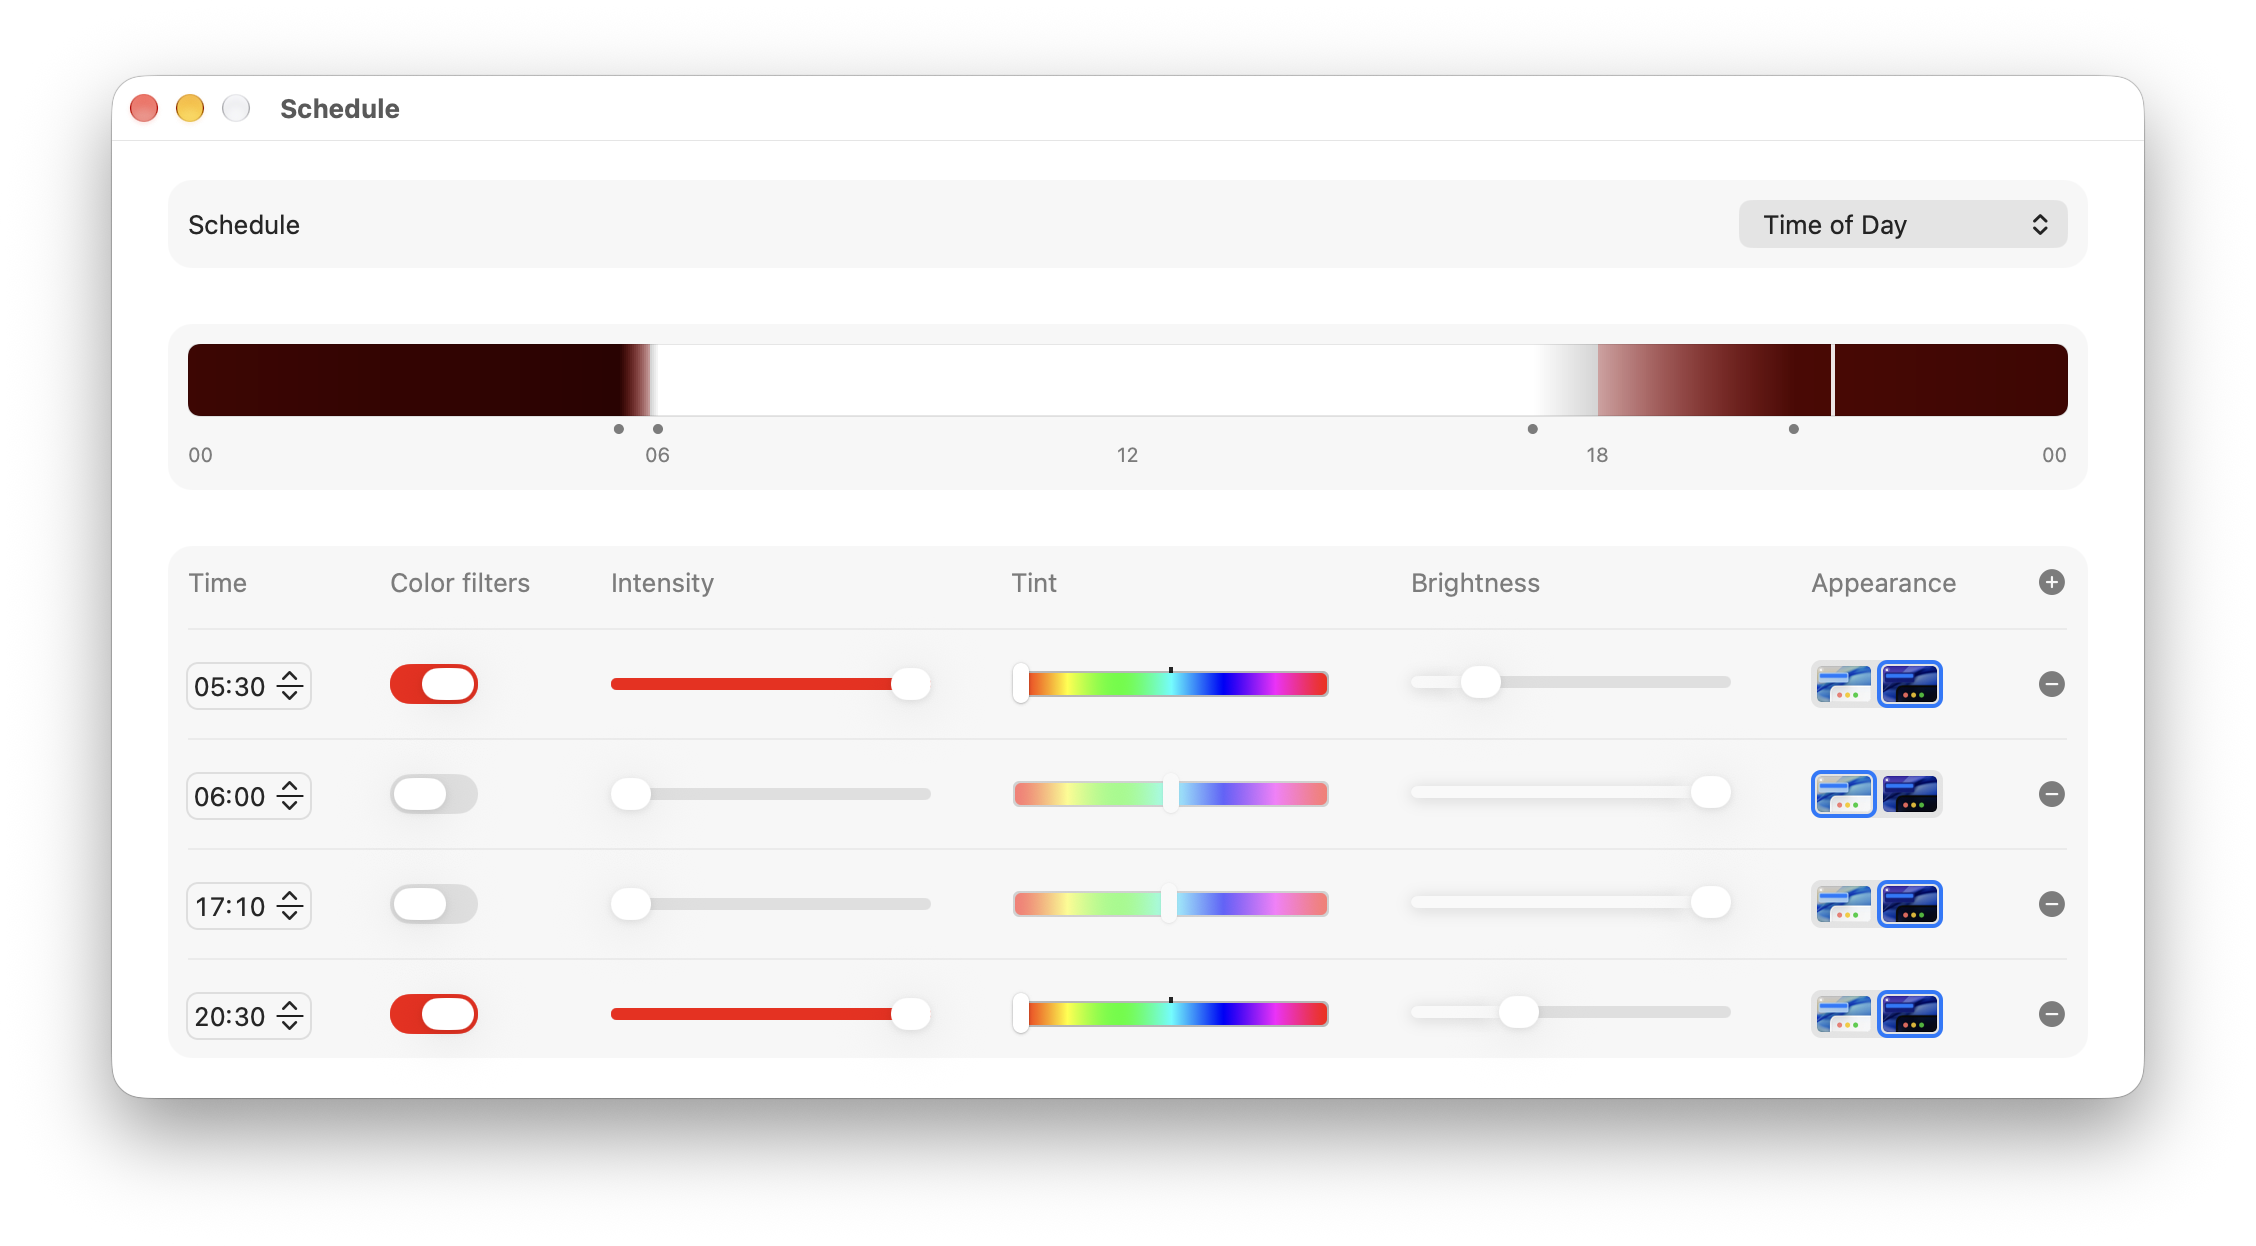 Schedule
Schedule
Time of Day
00 06 12 18 00
Time Color filters Intensity Tint Brightness Appearance
05:30
06:00
17:10
20:30